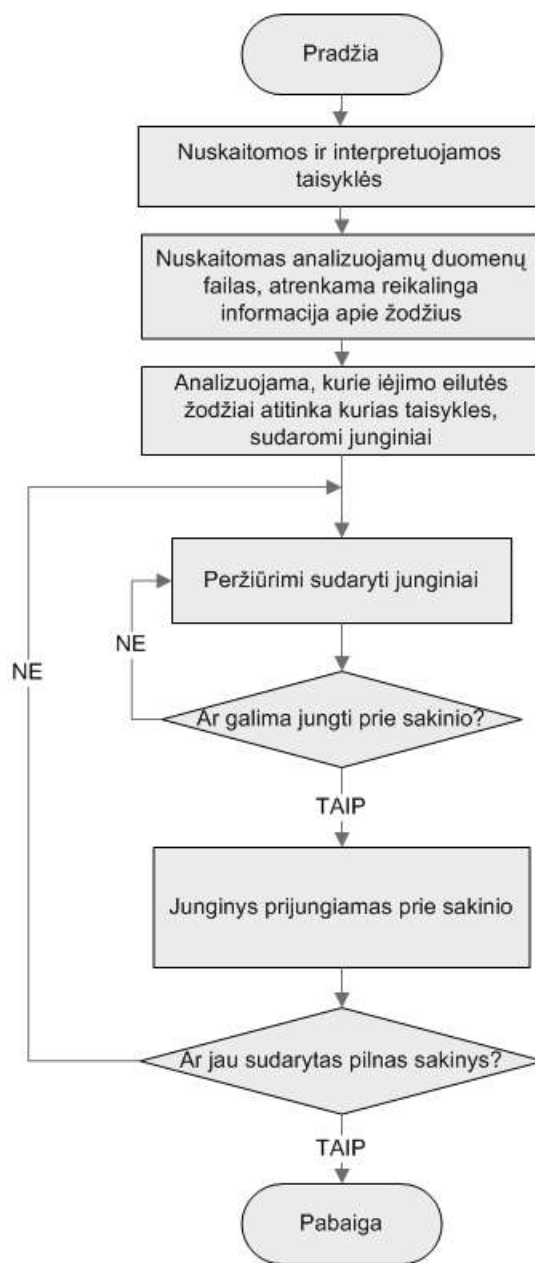 Pradžia
Nuskaitomos ir interpretuojamos
taisyklės
Nuskaitomas analizuojamų duomenų
failas, atrenkama reikalinga
informacija apie žodžius
Analizuojama, kurie iėjimo eilutės
žodžiai atitinka kurias taisykles,
sudaromi junginiai
Peržiūrimi sudaryti junginiai
NE
NE
Ar galima jungti prie sakinio?
TAIP
Junginys prijungiamas prie sakinio
Ar jau sudarytas pilnas sakinys?
TAIP
Pabaiga